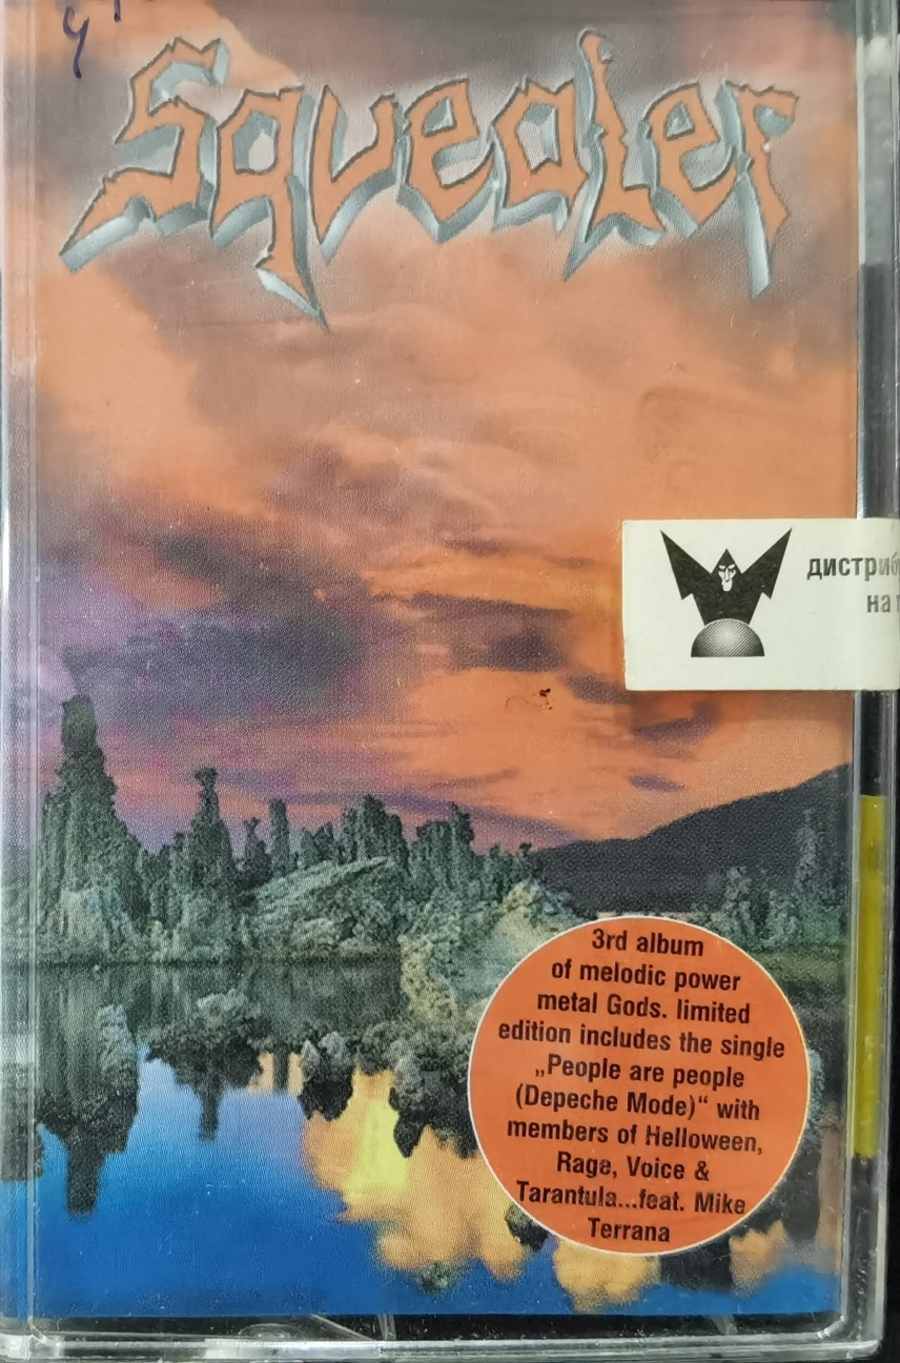 Squealer
на
3rd album
of melodic power
metal Gods. limited
edition includes the single
„People are people
(Depeche Mode)“ with
members of Helloween,
Rage, Voice &
Tarantula...feat. Mike
Terrana